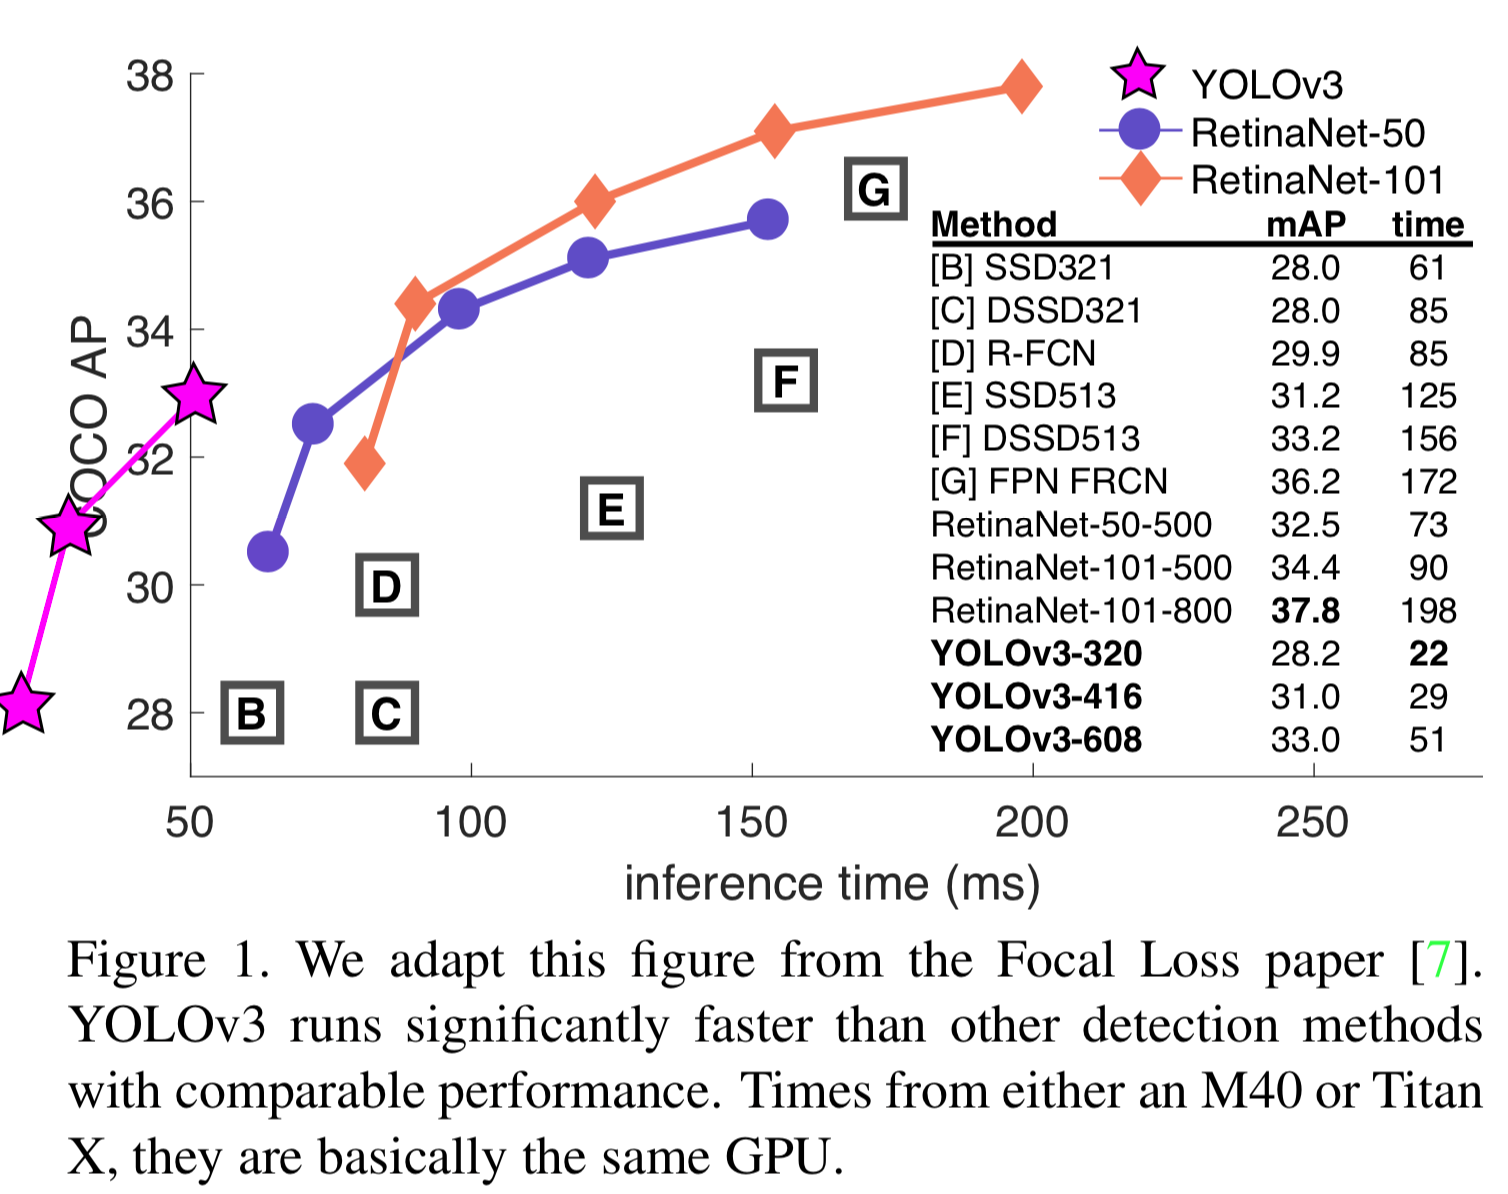 38
36
34
32
30
28
COCO AP
50
100
150
200
250
inference time (ms)
B
C
D
E
F
G
YOLOv3
RetinaNet-50
RetinaNet-101
Method mAP time
[B] SSD321 28.0 61
[C] DSSD321 28.0 85
[D] R-FCN 29.9 85
[E] SSD513 31.2 125
[F] DSSD513 33.2 156
[G] FPN FRCN 36.2 172
RetinaNet-50-500 32.5 73
RetinaNet-101-500 34.4 90
RetinaNet-101-800 37.8 198
YOLOv3-320 28.2 22
YOLOv3-416 31.0 29
YOLOv3-608 33.0 51
Figure 1. We adapt this figure from the Focal Loss paper [7].
YOLOv3 runs significantly faster than other detection methods
with comparable performance. Times from either an M40 or Titan
X, they are basically the same GPU.